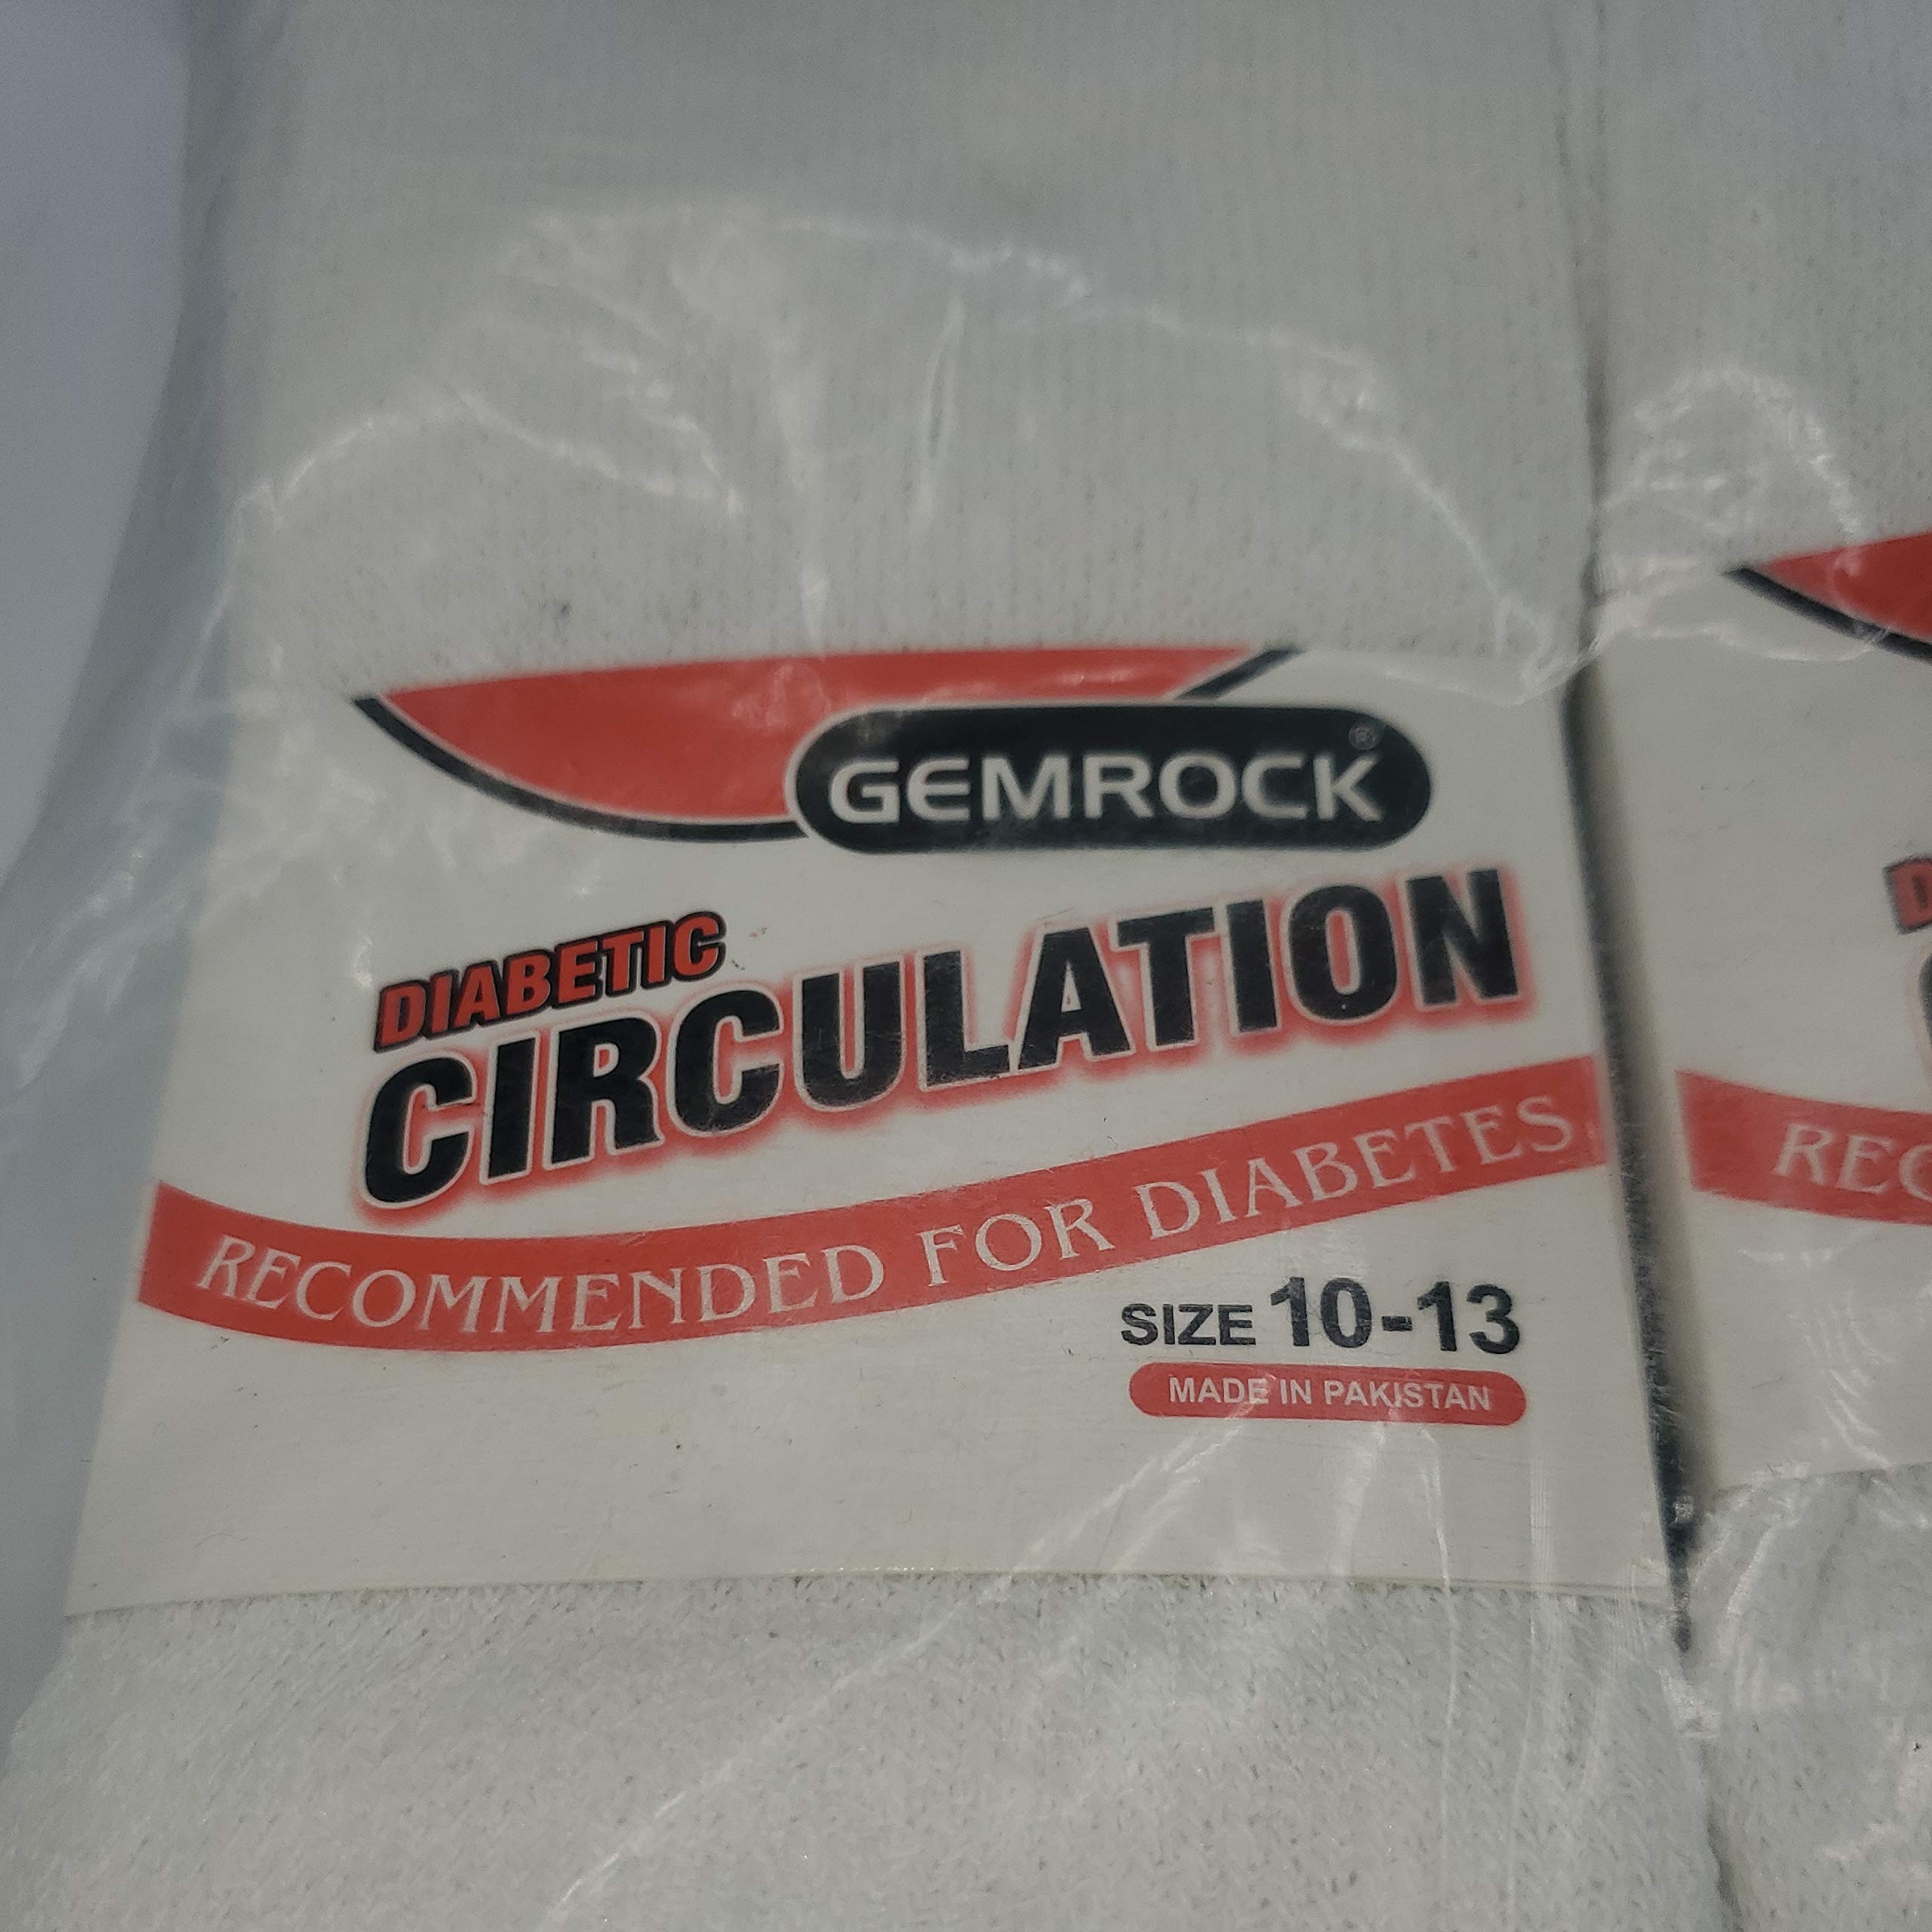 GEMROCK®
DIABETIC
CIRCULATION
RECOMMENDED FOR DIABETES
SIZE 10-13
MADE IN PAKISTAN